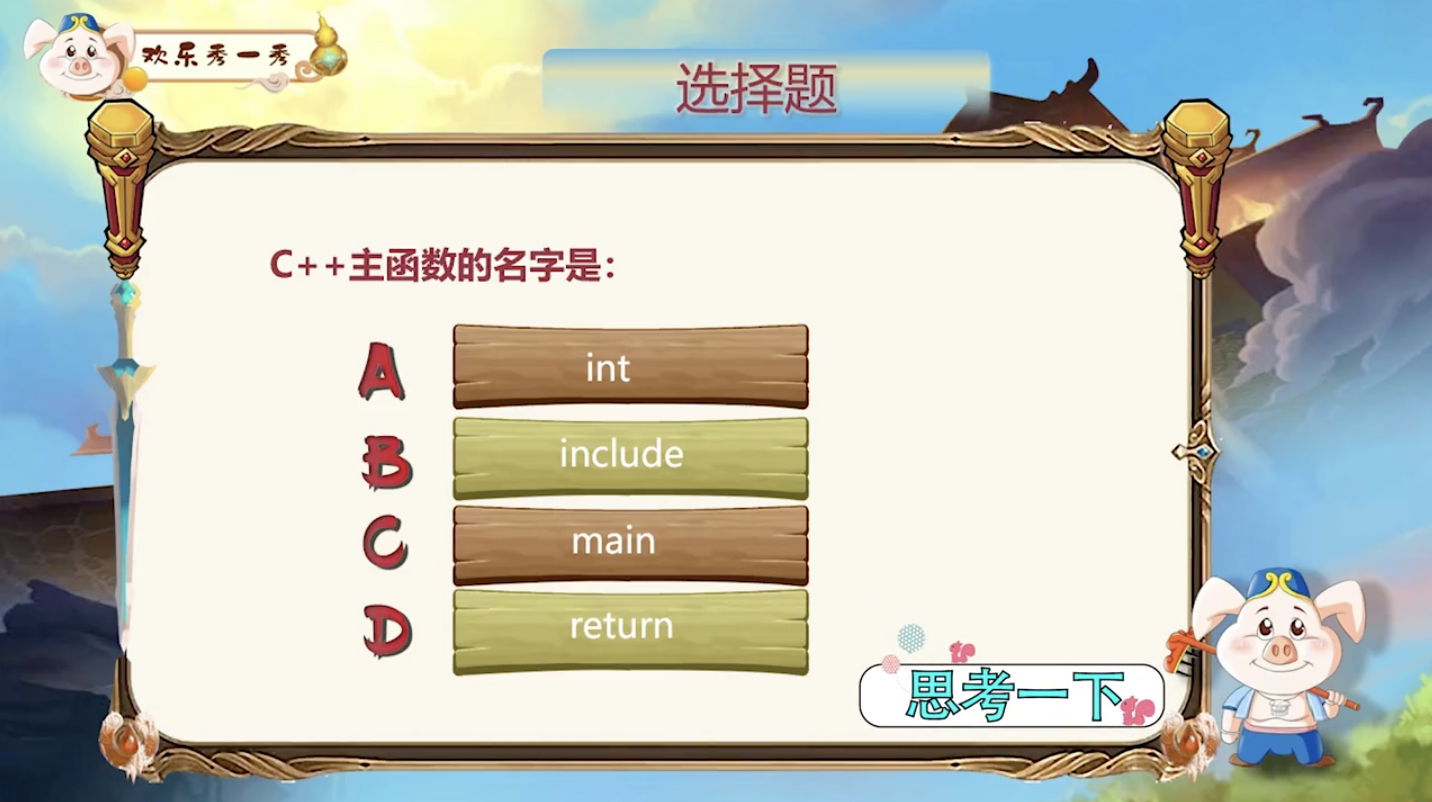 欢乐秀一秀
选择题
C++主函数的名字是：
A int
B include
C main
D return
思考一下